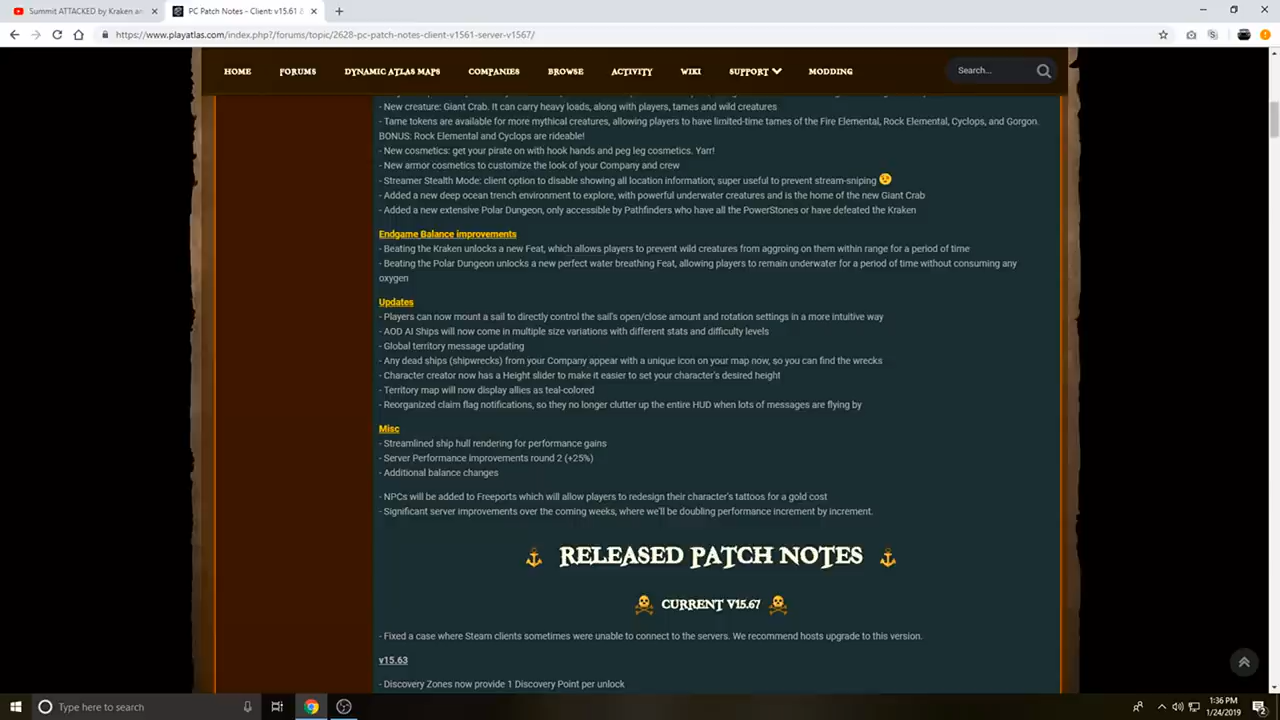 Summit ATTACKED by Kraken an
PC Patch Notes - Client: v15.61 &
https://www.playatlas.com/index.php?/forums/topic/2628-pc-patch-notes-client-v1561-server-v1567/
HOME FORUMS DYNAMIC ATLAS MAPS COMPANIES BROWSE ACTIVITY WIKI SUPPORT MODDING Search...
- New creature: Giant Crab. It can carry heavy loads, along with players, tames and wild creatures
- Tame tokens are available for more mythical creatures, allowing players to have limited-time tames of the Fire Elemental, Rock Elemental, Cyclops, and Gorgon.
BONUS: Rock Elemental and Cyclops are rideable!
- New cosmetics: get your pirate on with hook hands and peg leg cosmetics. Yarr!
- New armor cosmetics to customize the look of your Company and crew
- Streamer Stealth Mode: client option to disable showing all location information; super useful to prevent stream-sniping
- Added a new deep ocean trench environment to explore, with powerful underwater creatures and is the home of the new Giant Crab
- Added a new extensive Polar Dungeon, only accessible by Pathfinders who have all the PowerStones or have defeated the Kraken
Endgame Balance improvements
- Beating the Kraken unlocks a new Feat, which allows players to prevent wild creatures from aggroing on them within range for a period of time
- Beating the Polar Dungeon unlocks a new perfect water breathing Feat, allowing players to remain underwater for a period of time without consuming any
oxygen
Updates
- Players can now mount a sail to directly control the sail's open/close amount and rotation settings in a more intuitive way
- AOD AI Ships will now come in multiple size variations with different stats and difficulty levels
- Global territory message updating
- Any dead ships (shipwrecks) from your Company appear with a unique icon on your map now, so you can find the wrecks
- Character creator now has a Height slider to make it easier to set your character's desired height
- Territory map will now display allies as teal-colored
- Reorganized claim flag notifications, so they no longer clutter up the entire HUD when lots of messages are flying by
Misc
- Streamlined ship hull rendering for performance gains
- Server Performance improvements round 2 (+25%)
- Additional balance changes
- NPCs will be added to Freeports which will allow players to redesign their character's tattoos for a gold cost
- Significant server improvements over the coming weeks, where we'll be doubling performance increment by increment.
RELEASED PATCH NOTES
CURRENT V15.67
- Fixed a case where Steam clients sometimes were unable to connect to the servers. We recommend hosts upgrade to this version.
v15.63
- Discovery Zones now provide 1 Discovery Point per unlock
Type here to search
1:36 PM
1/24/2019
2